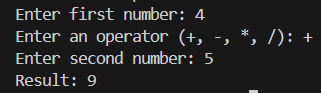 Enter first number: 4
Enter an operator (+, -, *, /): +
Enter second number: 5
Result: 9